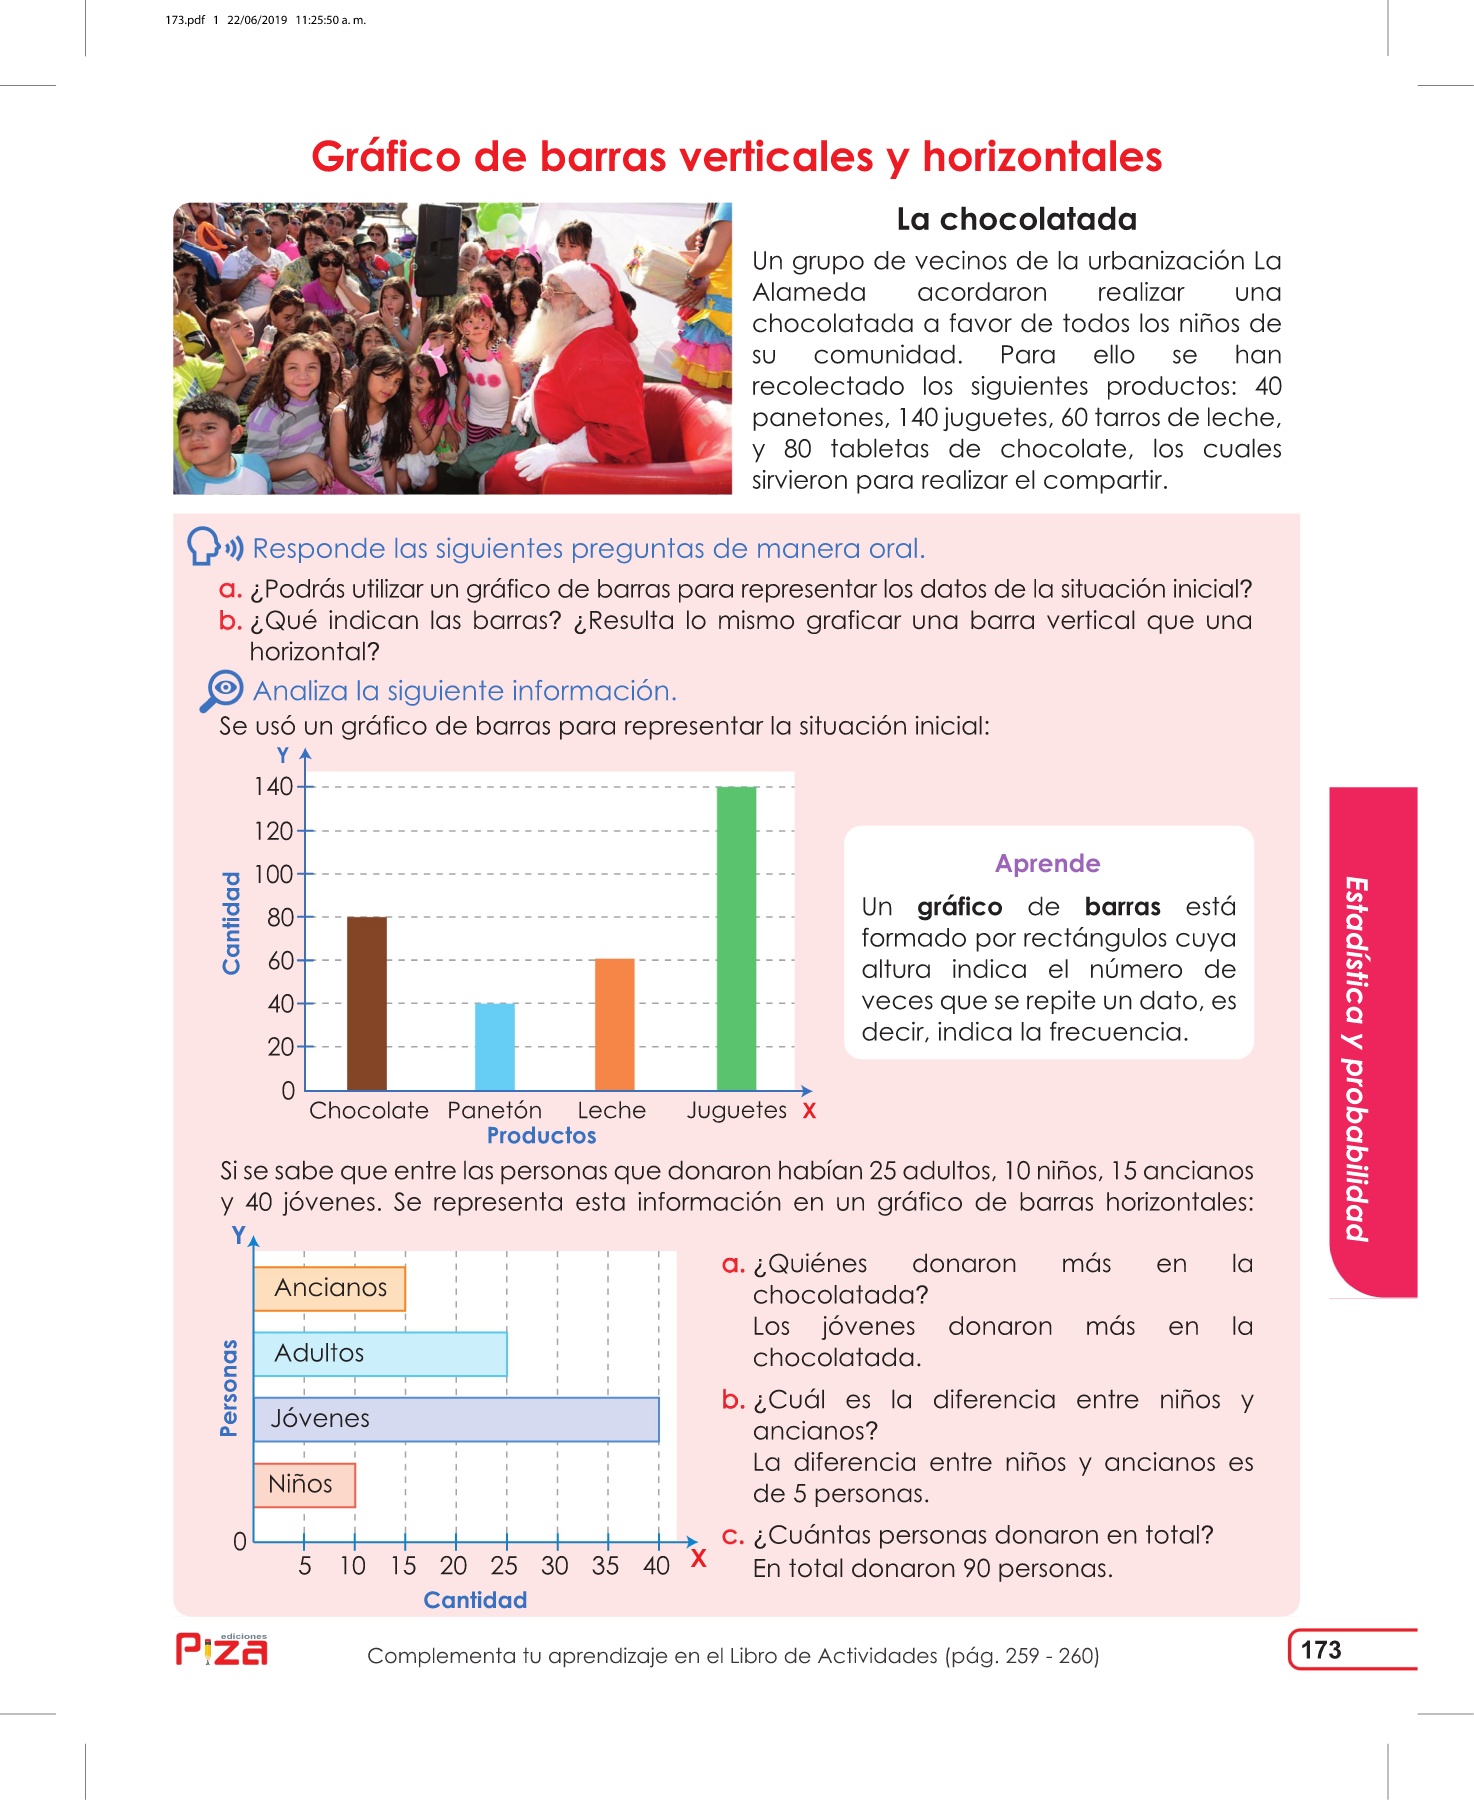 173.pdf 1 22/06/2019 11:25:50 a. m.
Gráfico de barras verticales y horizontales
La chocolatada
Un grupo de vecinos de la urbanización La
Alameda acordaron realizar una
chocolatada a favor de todos los niños de
su comunidad. Para ello se han
recolectado los siguientes productos: 40
panetones, 140 juguetes, 60 tarros de leche,
y 80 tabletas de chocolate, los cuales
sirvieron para realizar el compartir.
Responde las siguientes preguntas de manera oral.
a. ¿Podrás utilizar un gráfico de barras para representar los datos de la situación inicial?
b. ¿Qué indican las barras? ¿Resulta lo mismo graficar una barra vertical que una
horizontal?
Analiza la siguiente información.
Se usó un gráfico de barras para representar la situación inicial:
Y
140
120
100
80
60
40
20
0
Cantidad
Chocolate Panetón Leche Juguetes X
Productos
Aprende
Un gráfico de barras está
formado por rectángulos cuya
altura indica el número de
veces que se repite un dato, es
decir, indica la frecuencia.
Estadística y probabilidad
Si se sabe que entre las personas que donaron habían 25 adultos, 10 niños, 15 ancianos
y 40 jóvenes. Se representa esta información en un gráfico de barras horizontales:
Y
Personas
Ancianos
Adultos
Jóvenes
Niños
0
5 10 15 20 25 30 35 40 X
Cantidad
a. ¿Quiénes donaron más en la
chocolatada?
Los jóvenes donaron más en la
chocolatada.
b. ¿Cuál es la diferencia entre niños y
ancianos?
La diferencia entre niños y ancianos es
de 5 personas.
c. ¿Cuántas personas donaron en total?
En total donaron 90 personas.
ediciones
Piza
Complementa tu aprendizaje en el Libro de Actividades (pág. 259 - 260)
173